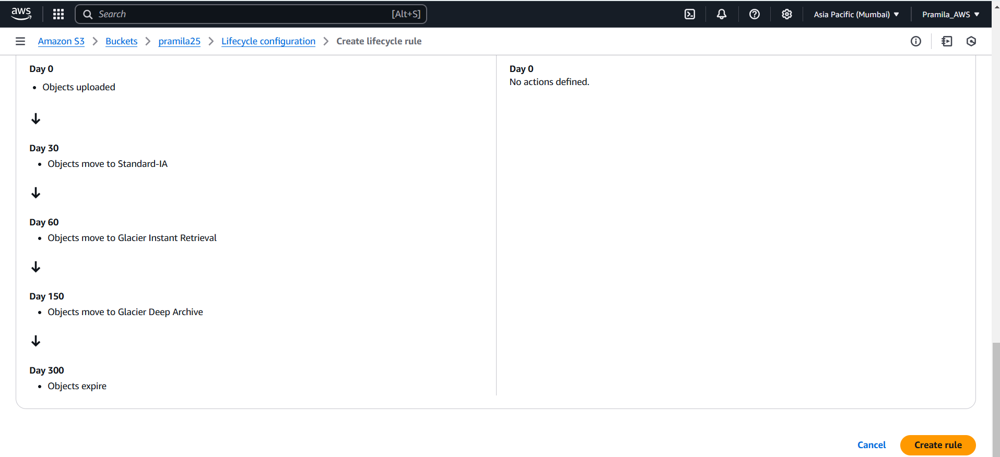 aws
Search [Alt+S]
Asia Pacific (Mumbai)
Pramila_AWS
Amazon S3 > Buckets > pramila25 > Lifecycle configuration > Create lifecycle rule
Day 0
• Objects uploaded
↓
Day 30
• Objects move to Standard-IA
↓
Day 60
• Objects move to Glacier Instant Retrieval
↓
Day 150
• Objects move to Glacier Deep Archive
↓
Day 300
• Objects expire
Day 0
No actions defined.
Cancel
Create rule